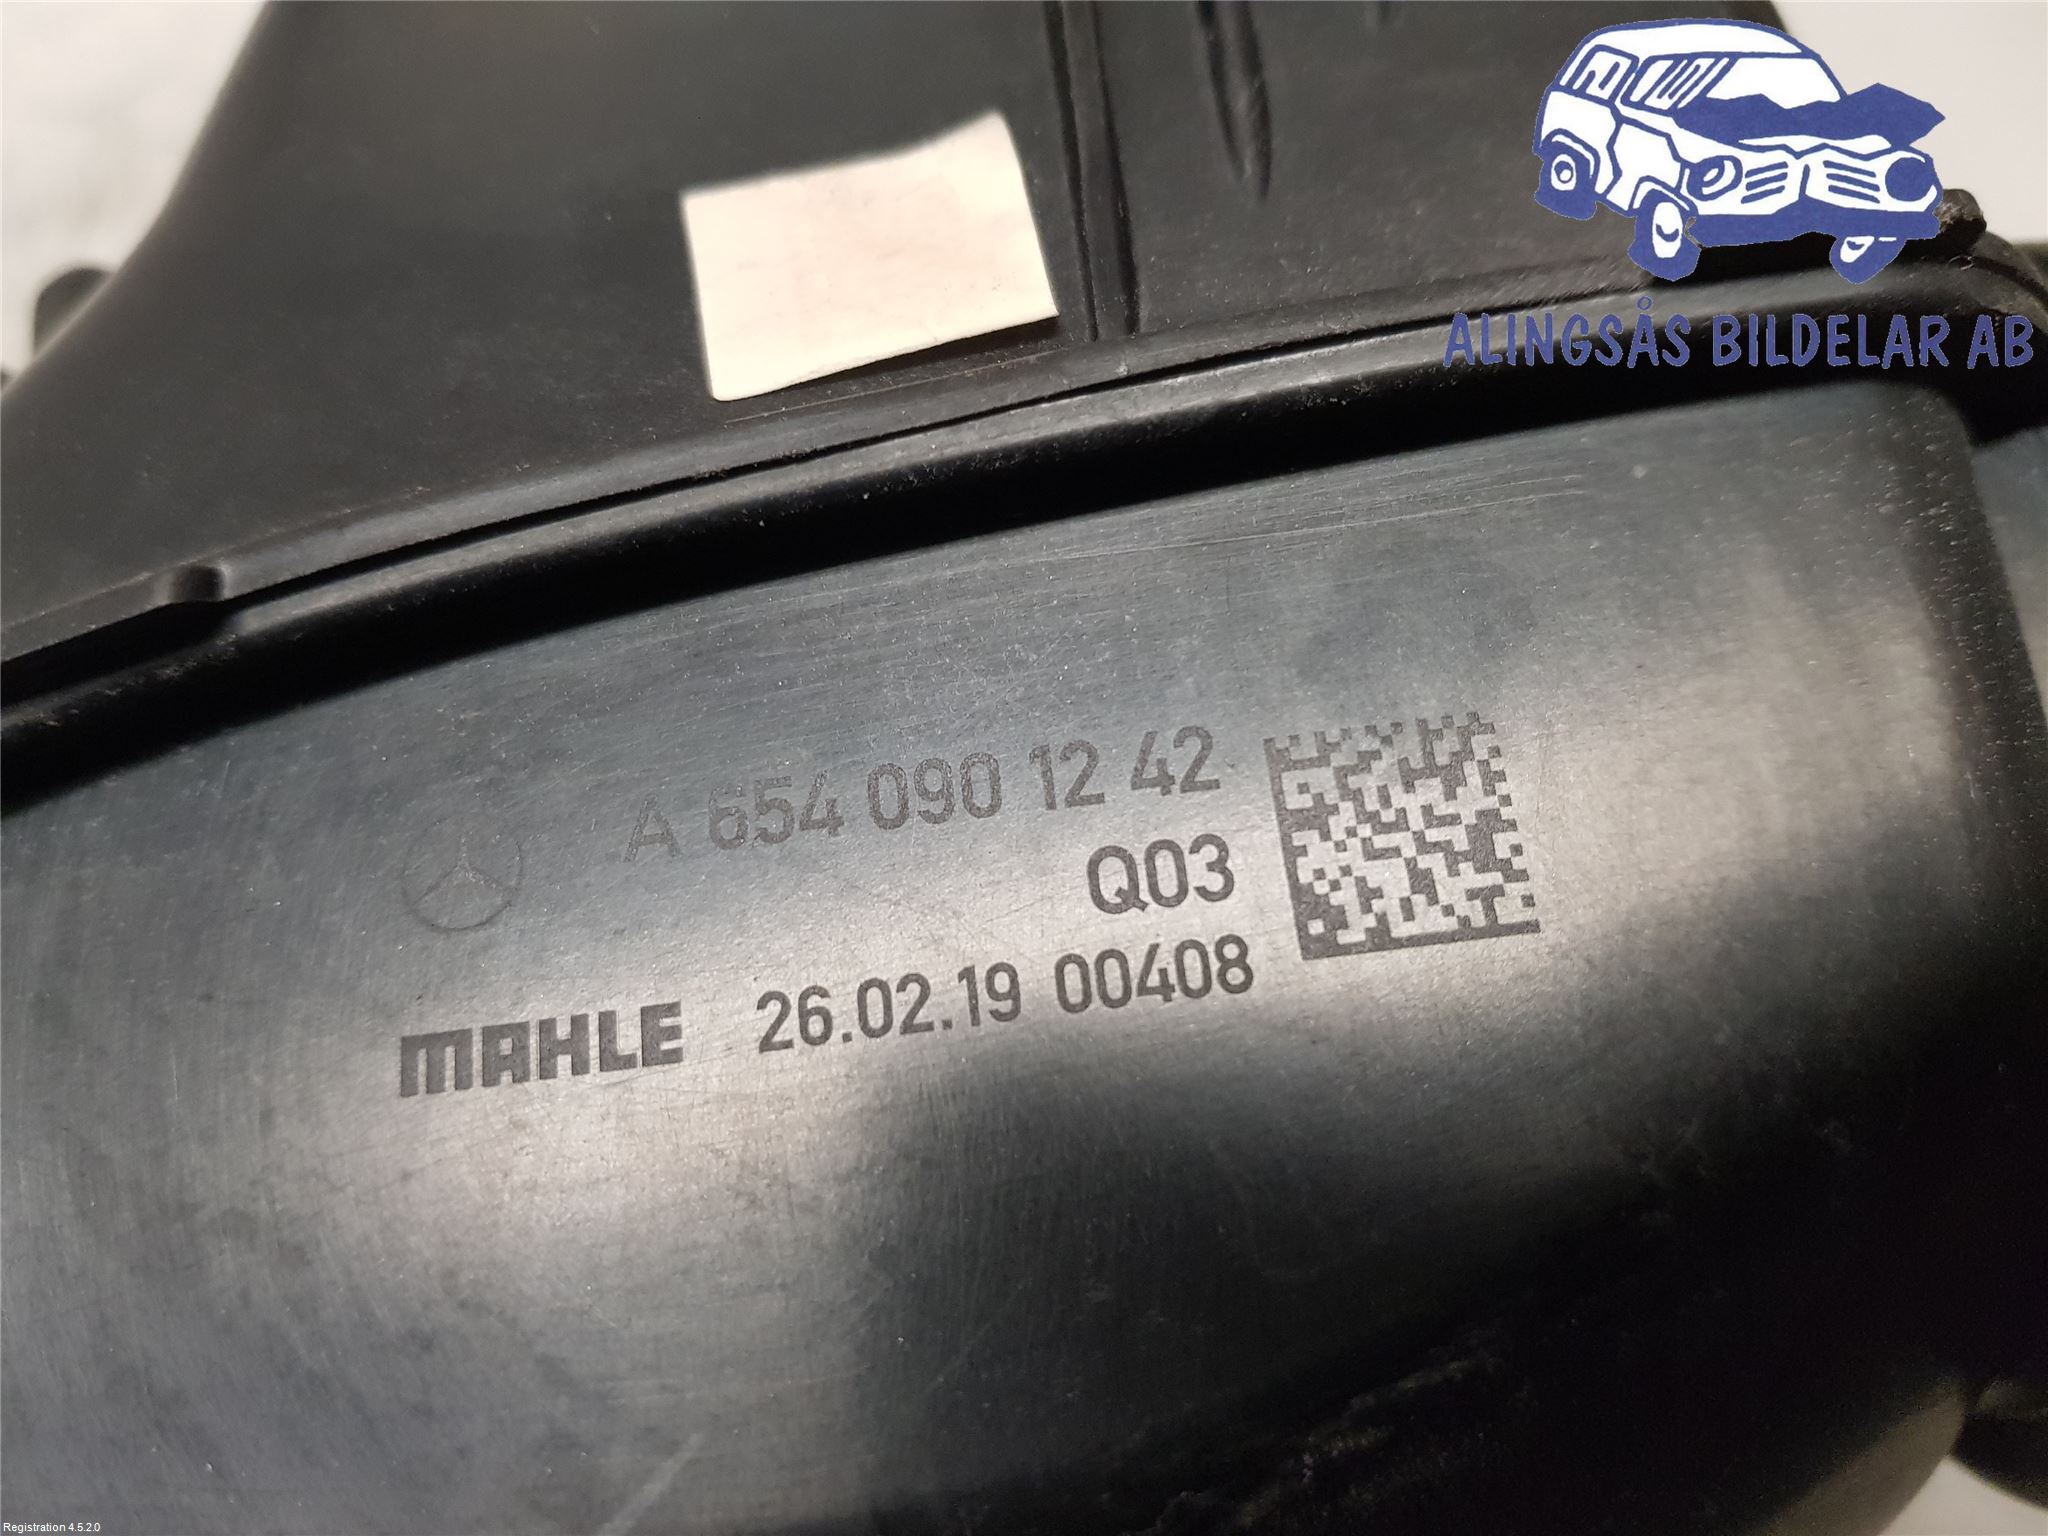 ALINGSÅS BILDELAR AB
A 654 090 12 42
Q03
MAHLE 26.02.19 00408
Registration 4.5.2.0